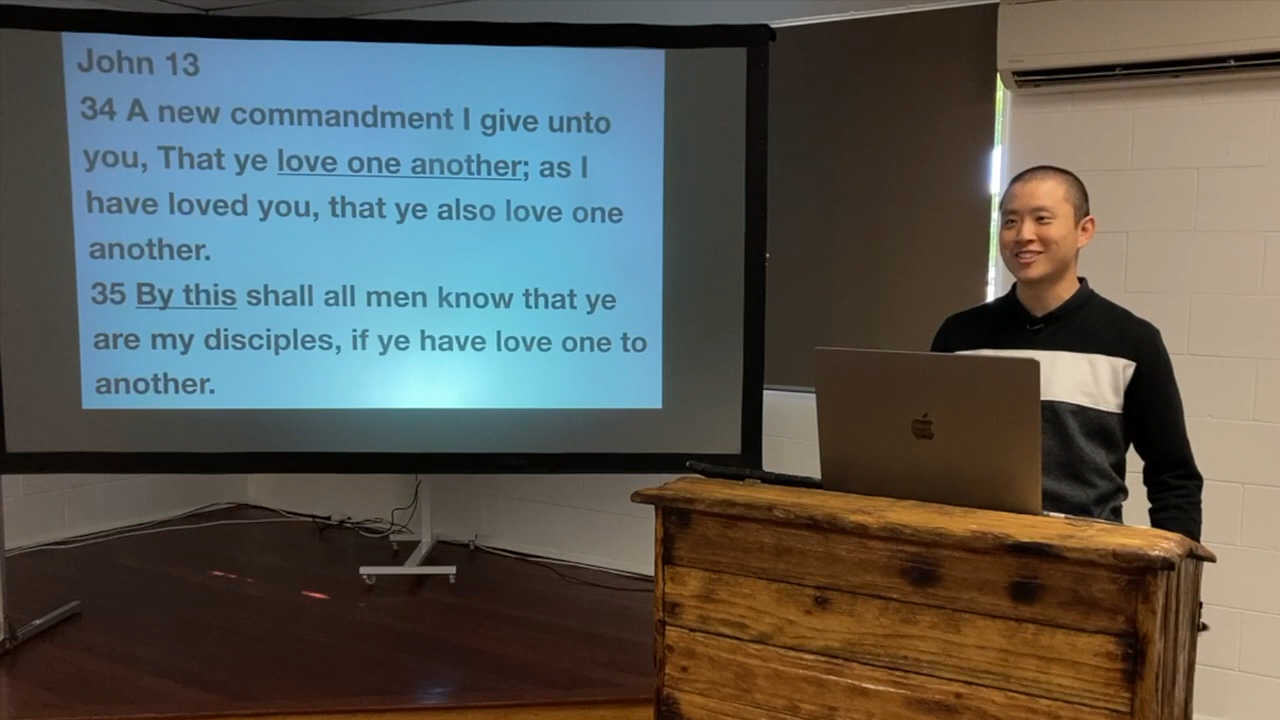 John 13
34 A new commandment I give unto
you, That ye love one another; as I
have loved you, that ye also love one
another.
35 By this shall all men know that ye
are my disciples, if ye have love one to
another.